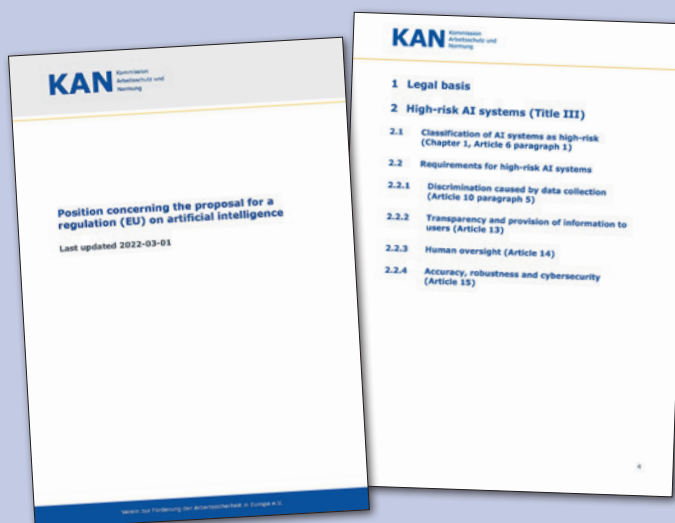 KAN Kommission
Arbeitsschutz und
Normung
Position concerning the proposal for a
regulation (EU) on artificial intelligence
Last updated 2022-03-01
Verein zur Förderung der Arbeitssicherheit in Europa e.V.
KAN Kommission
Arbeitsschutz und
Normung
1 Legal basis
2 High-risk AI systems (Title III)
2.1 Classification of AI systems as high-risk
(Chapter 1, Article 6 paragraph 1)
2.2 Requirements for high-risk AI systems
2.2.1 Discrimination caused by data collection
(Article 10 paragraph 5)
2.2.2 Transparency and provision of information to
users (Article 13)
2.2.3 Human oversight (Article 14)
2.2.4 Accuracy, robustness and cybersecurity
(Article 15)
4